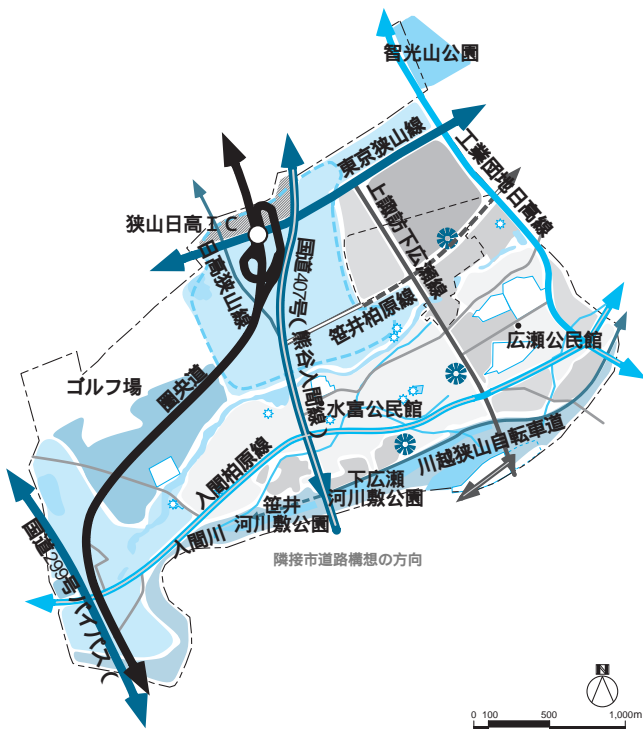 智光山公園
東京狭山線
工業団地日高線
狭山日高ＩＣ
上諏訪下広瀬線
日高狭山線
国道407号(熊谷入間線)
笹井柏原線
広瀬公民館
ゴルフ場
圏央道
水富公民館
入間柏原線
川越狭山自転車道
下広瀬
河川敷公園
笹井
河川敷公園
入間川
国道299号バイパス(
隣接市道路構想の方向
N
0 100 500 1,000m